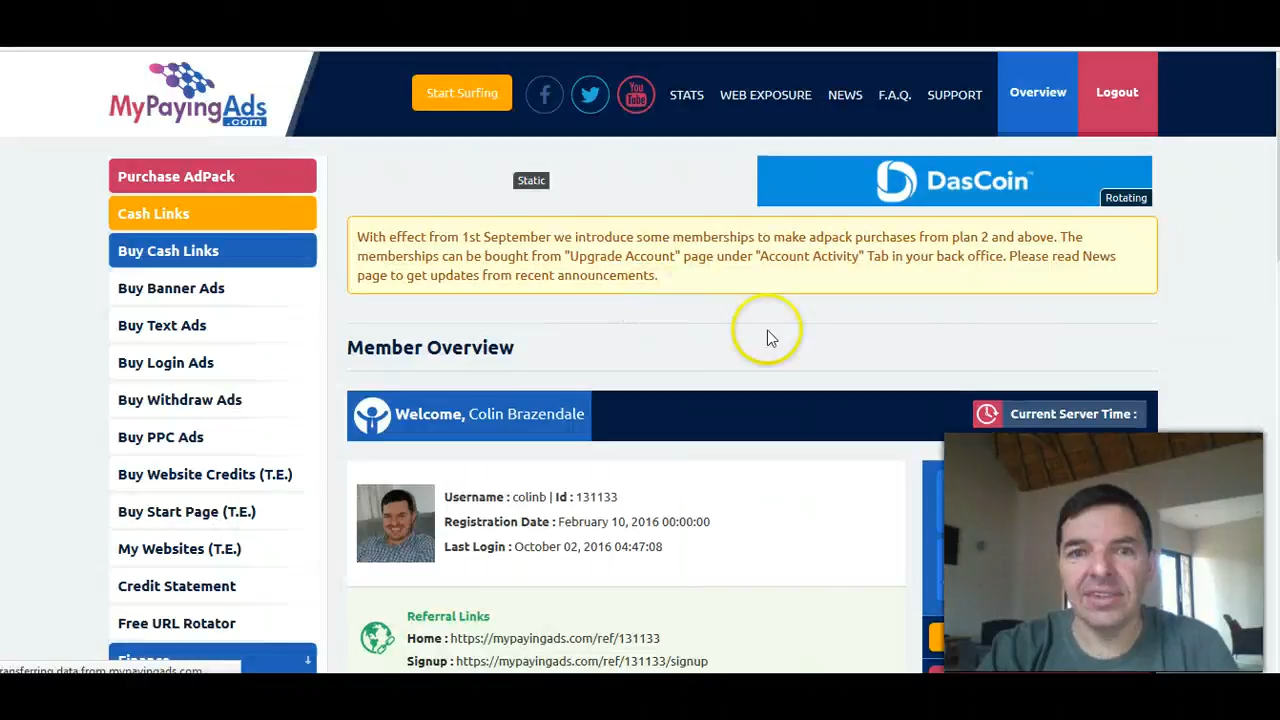 MyPayingAds
.com
Start Surfing
You
Tube
STATS
WEB EXPOSURE
NEWS
F.A.Q.
SUPPORT
Overview
Logout
Purchase AdPack
Cash Links
Buy Cash Links
Buy Banner Ads
Buy Text Ads
Buy Login Ads
Buy Withdraw Ads
Buy PPC Ads
Buy Website Credits (T.E.)
Buy Start Page (T.E.)
My Websites (T.E.)
Credit Statement
Free URL Rotator
Static
DasCoin
Rotating
With effect from 1st September we introduce some memberships to make adpack purchases from plan 2 and above. The
memberships can be bought from "Upgrade Account" page under "Account Activity" Tab in your back office. Please read News
page to get updates from recent announcements.
Member Overview
Welcome, Colin Brazendale
Current Server Time :
Username : colinb | Id : 131133
Registration Date : February 10, 2016 00:00:00
Last Login : October 02, 2016 04:47:08
Referral Links
Home : https://mypayingads.com/ref/131133
Signup : https://mypayingads.com/ref/131133/signup